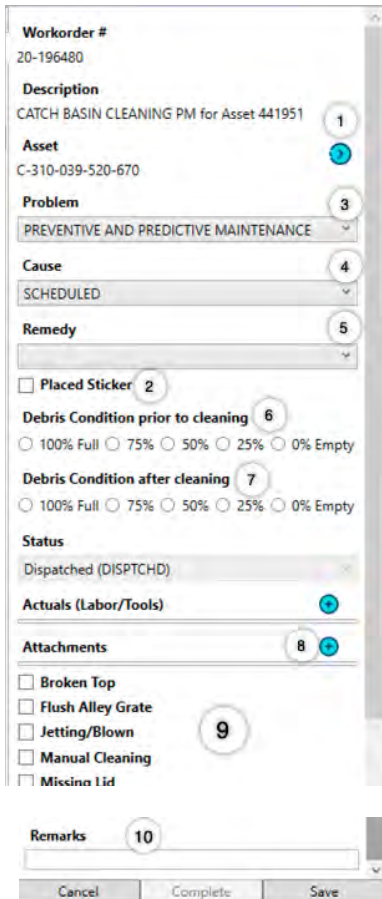 Workorder #
20-196480
Description
CATCH BASIN CLEANING PM for Asset 441951
1
Asset
C-310-039-520-670
Problem
3
PREVENTIVE AND PREDICTIVE MAINTENANCE
Cause
4
SCHEDULED
Remedy
5
Placed Sticker 2
Debris Condition prior to cleaning 6
100% Full 75% 50% 25% 0% Empty
Debris Condition after cleaning 7
100% Full 75% 50% 25% 0% Empty
Status
Dispatched (DISPTCHD)
Actuals (Labor/Tools)
Attachments 8
Broken Top
Flush Alley Grate
Jetting/Blown 9
Manual Cleaning
Missing Lid
Remarks 10
Cancel Complete Save